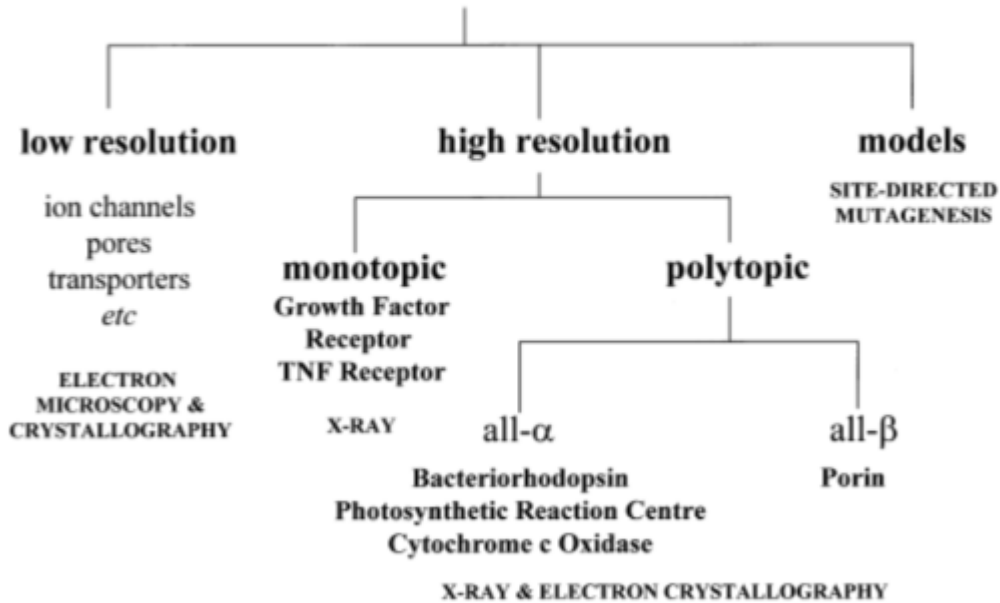 low resolution
high resolution
models
ion channels
pores
transporters
etc
SITE-DIRECTED
MUTAGENESIS
monotopic
polytopic
Growth Factor
Receptor
TNF Receptor
ELECTRON
MICROSCOPY &
CRYSTALLOGRAPHY
X-RAY
all-α
all-β
Bacteriorhodopsin
Photosynthetic Reaction Centre
Cytochrome c Oxidase
Porin
X-RAY & ELECTRON CRYSTALLOGRAPHY